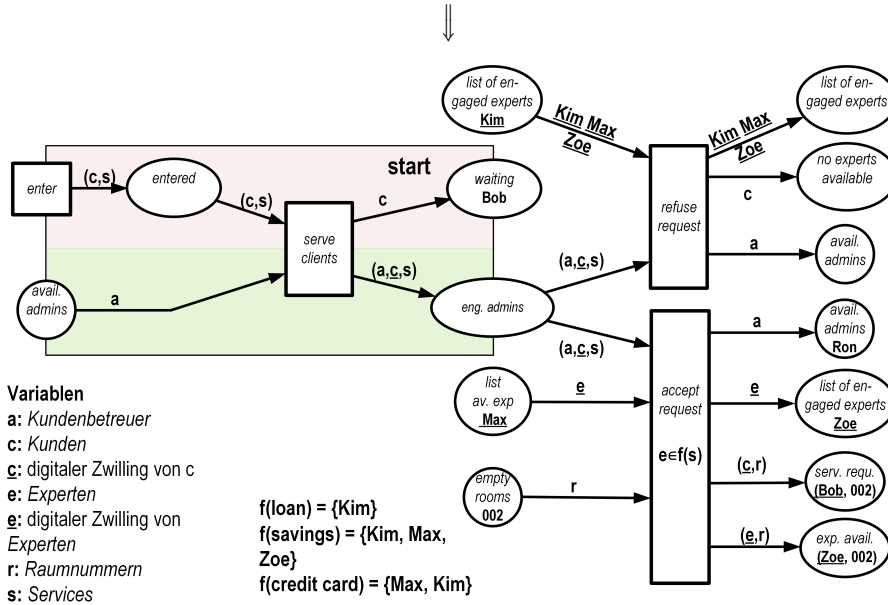 ⇓
list of en-
gaged experts
Kim
Kim Max
Zoe
Kim Max
Zoe
list of en-
gaged experts
start
enter
(c,s)
entered
(c,s)
c
waiting
Bob
serve
clients
(a,c,s)
avail.
admins
a
eng. admins
(a,c,s)
(a,c,s)
refuse
request
c
no experts
available
a
avail.
admins
a
avail.
admins
Ron
list
av. exp
Max
e
accept
request
e∈f(s)
e
list of en-
gaged experts
Zoe
empty
rooms
002
r
(c,r)
serv. requ.
(Bob, 002)
(e,r)
exp. avail.
(Zoe, 002)
Variablen
a: Kundenbetreuer
c: Kunden
c: digitaler Zwilling von c
e: Experten
e: digitaler Zwilling von
Experten
r: Raumnummern
s: Services
f(loan) = {Kim}
f(savings) = {Kim, Max,
Zoe}
f(credit card) = {Max, Kim}